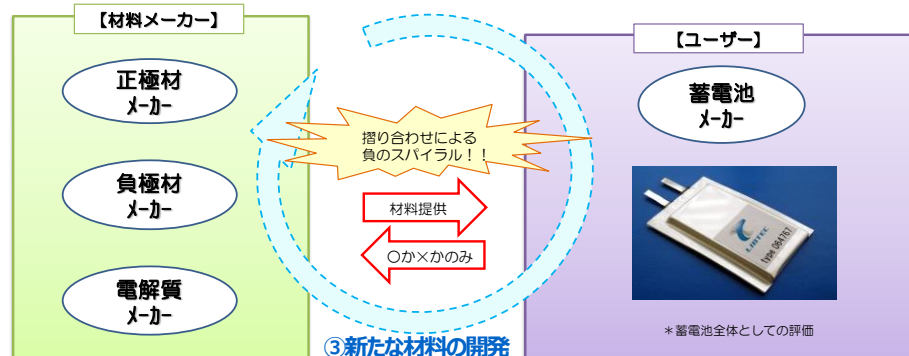 【材料メーカー】
正極材
メーカー
負極材
メーカー
電解質
メーカー
摺り合わせによる
負のスパイラル！！
材料提供
○か×かのみ
③新たな材料の開発
【ユーザー】
蓄電池
メーカー
LIBTEC
type 064767
＊蓄電池全体としての評価